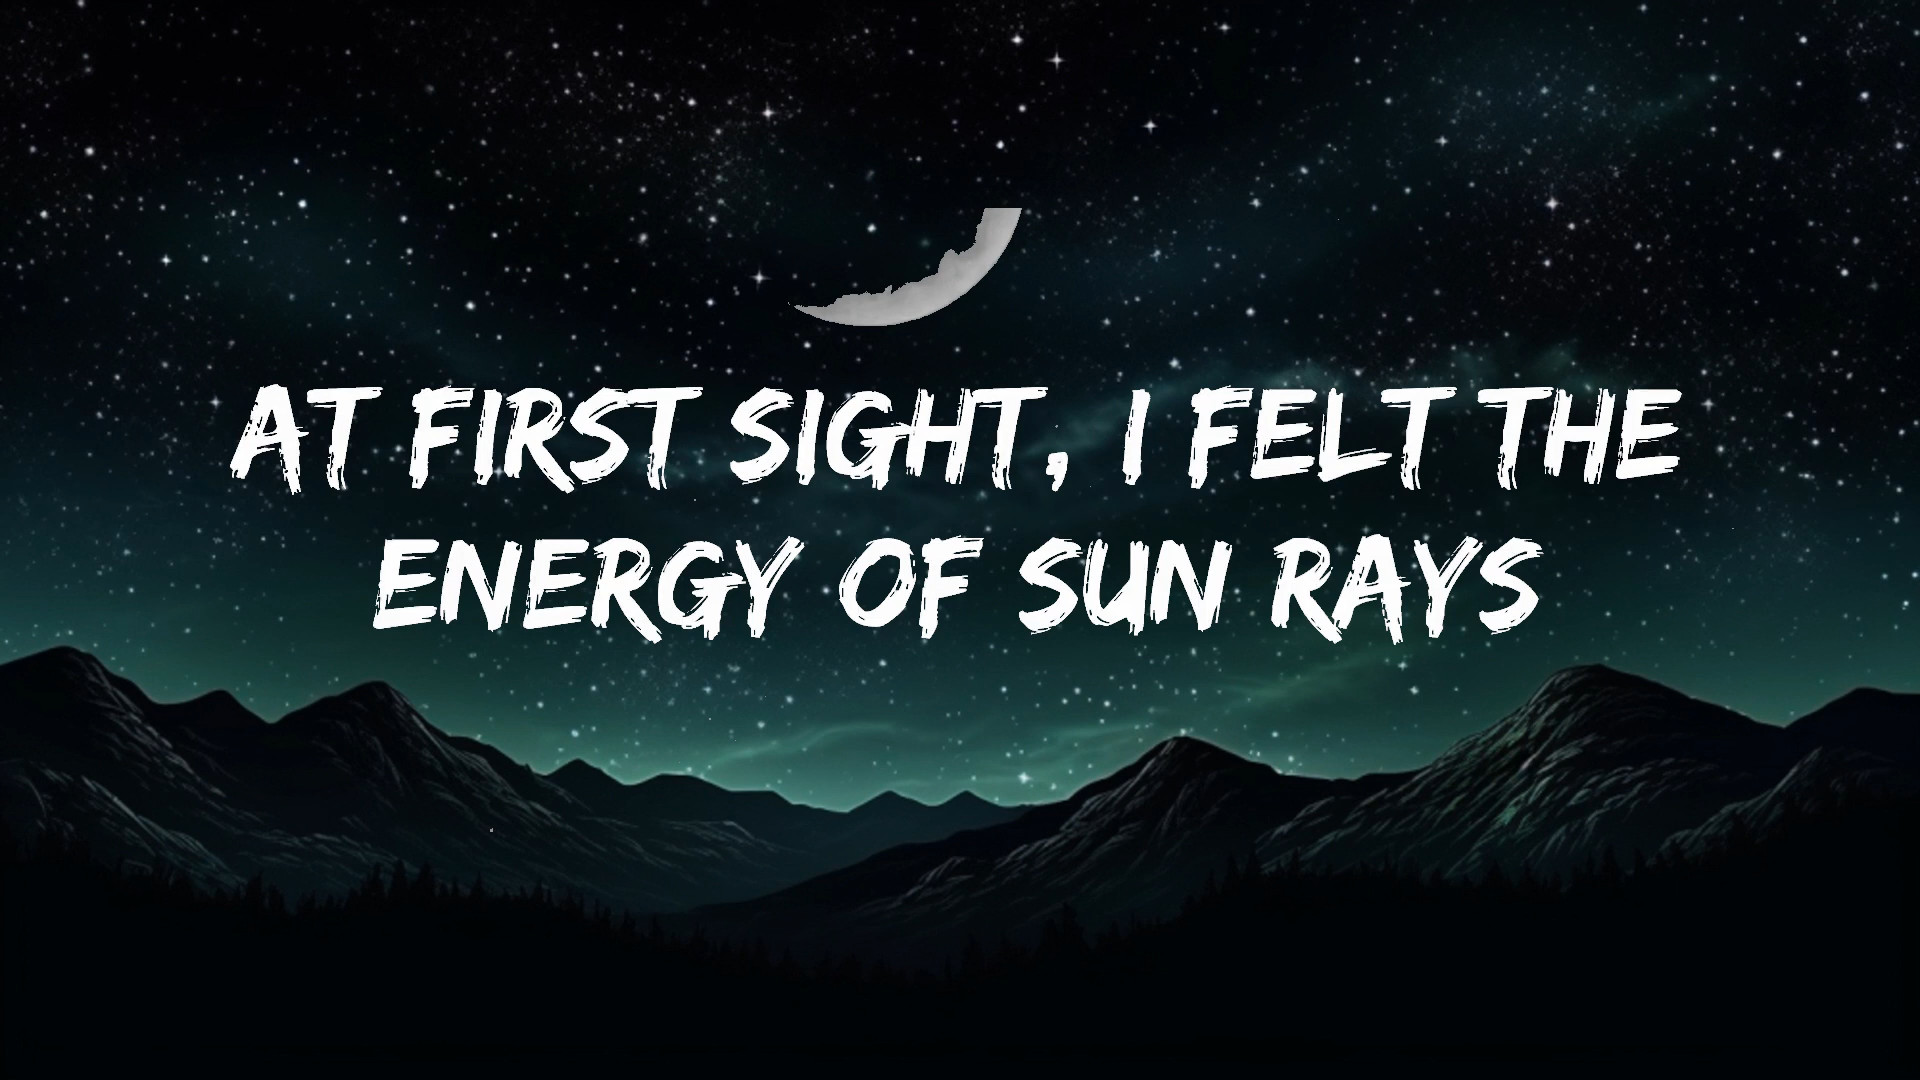 AT FIRST SIGHT, I FELT THE
ENERGY OF SUN RAYS